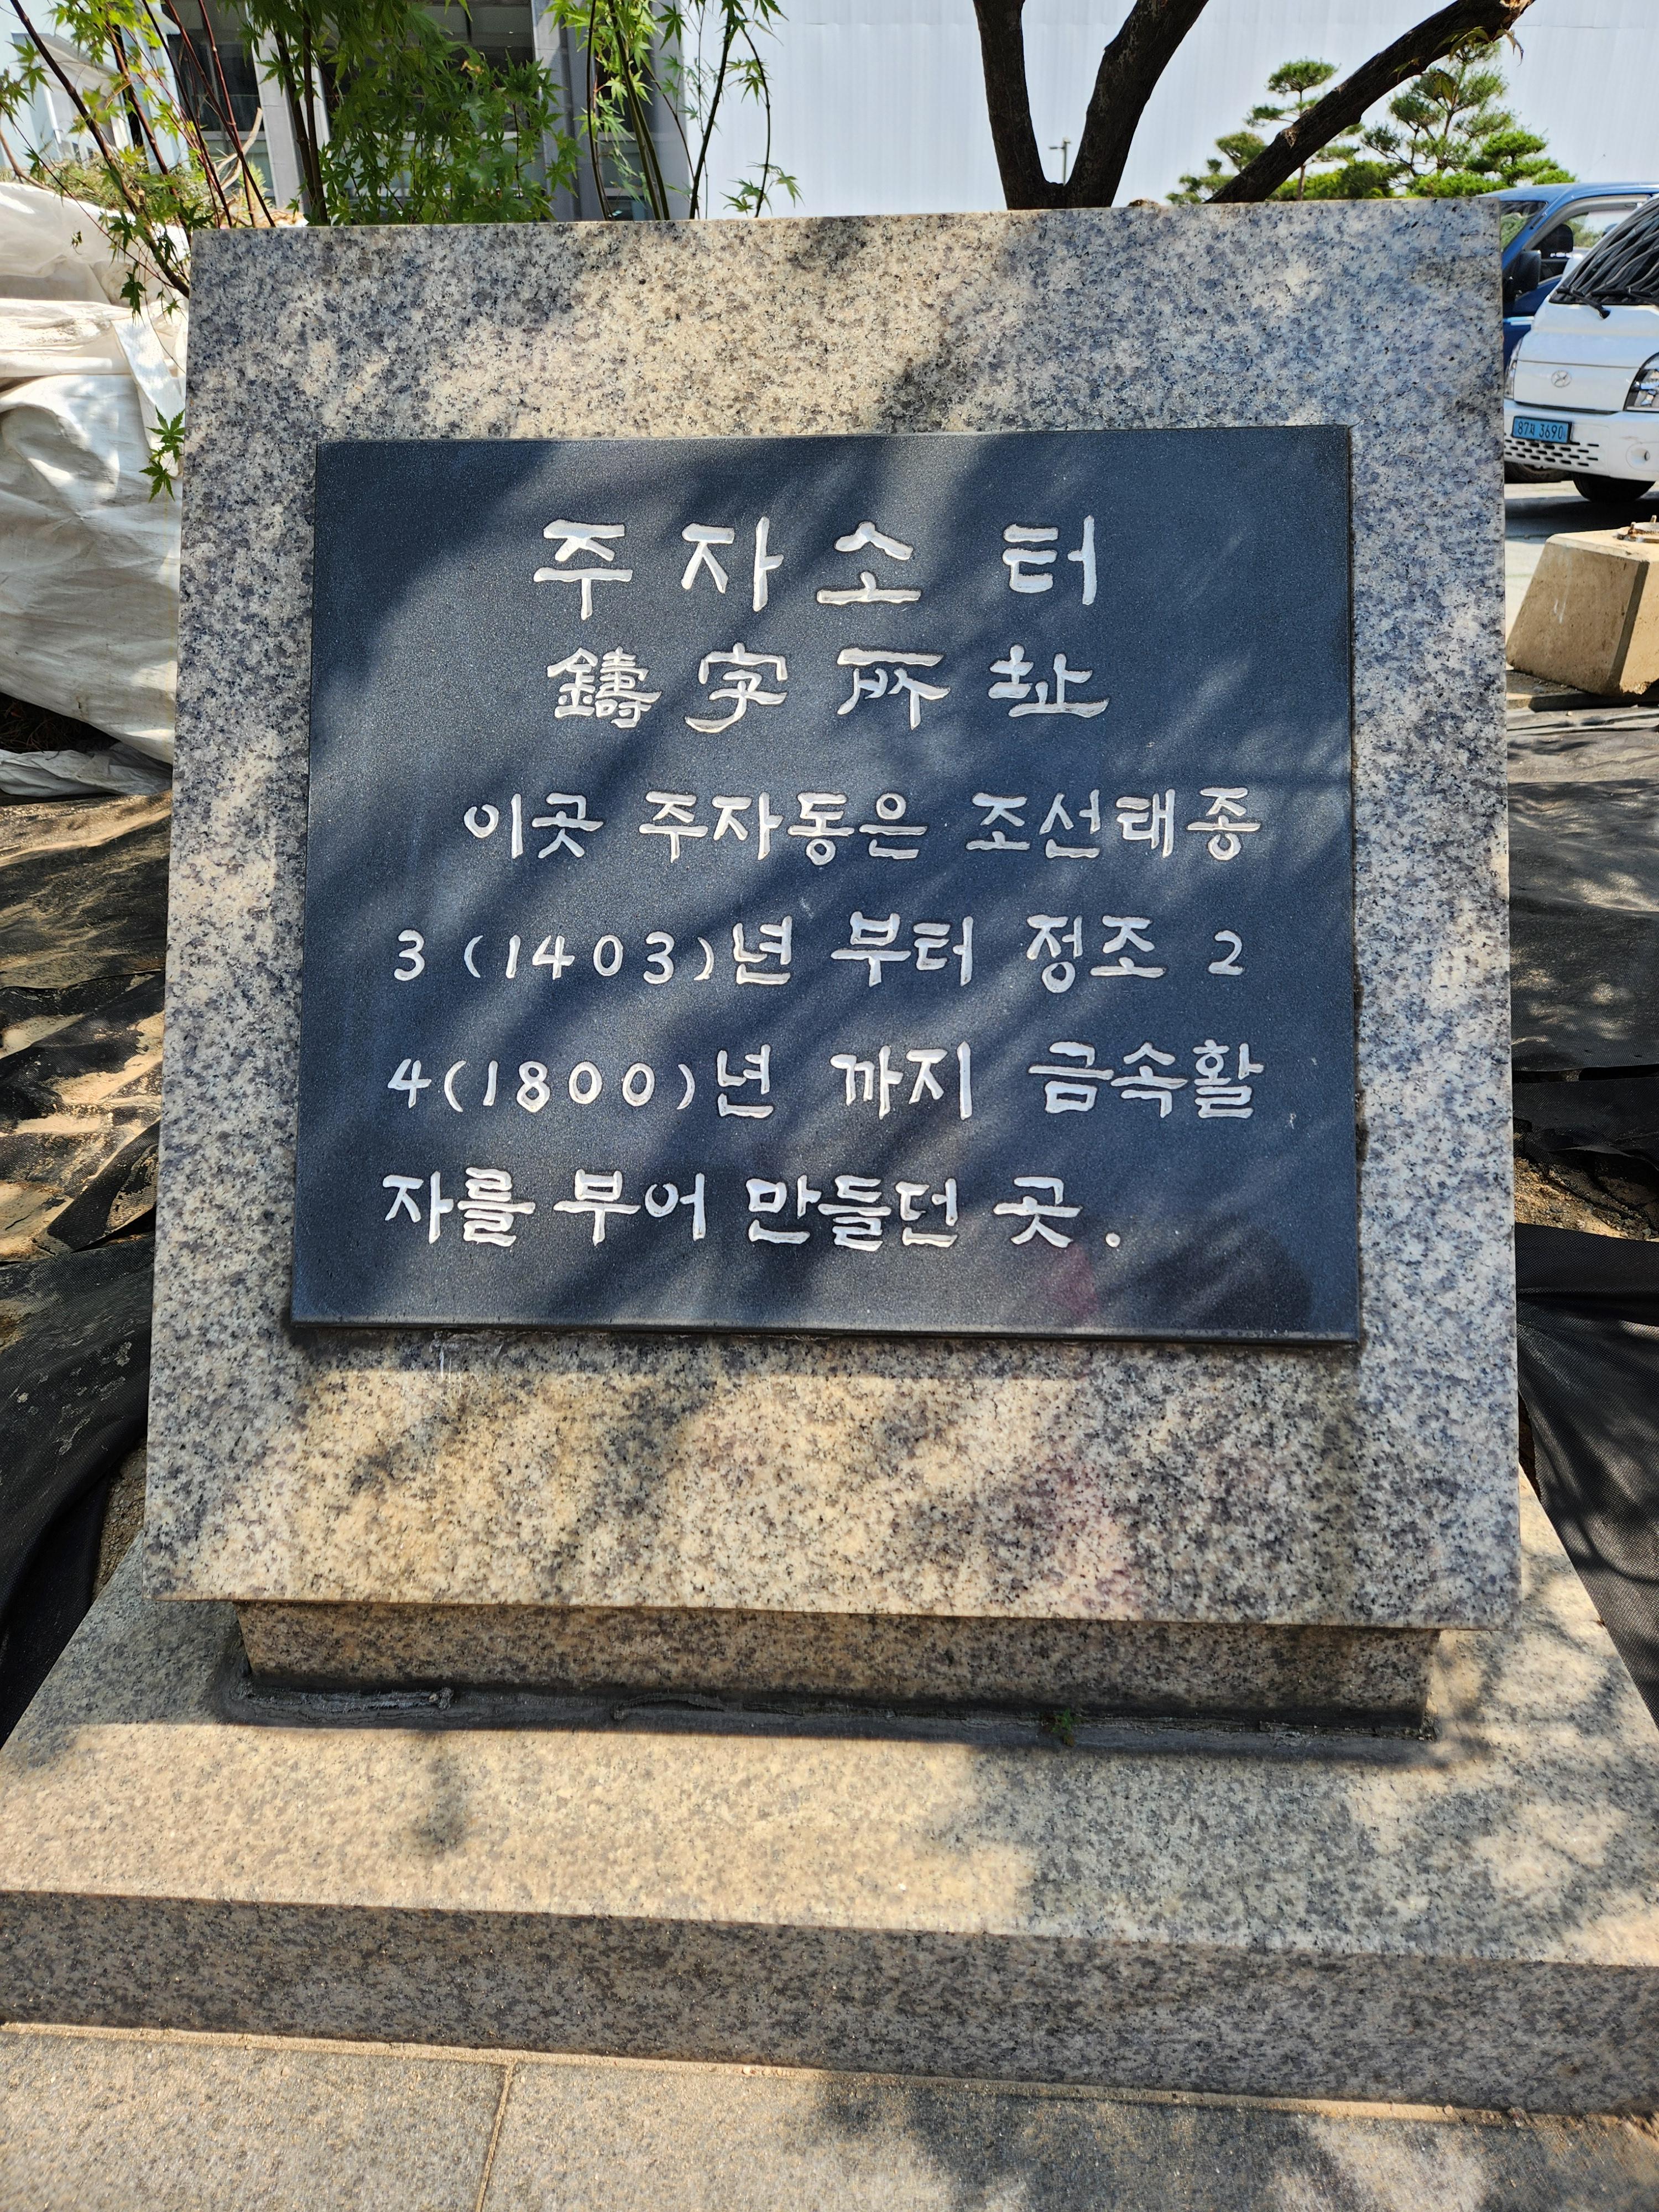 주자소 터
鑄字所址
이곳 주자동은 조선태종
3 (1403)년 부터 정조 2
4(1800)년 까지 금속활
자를 부어 만들던 곳.